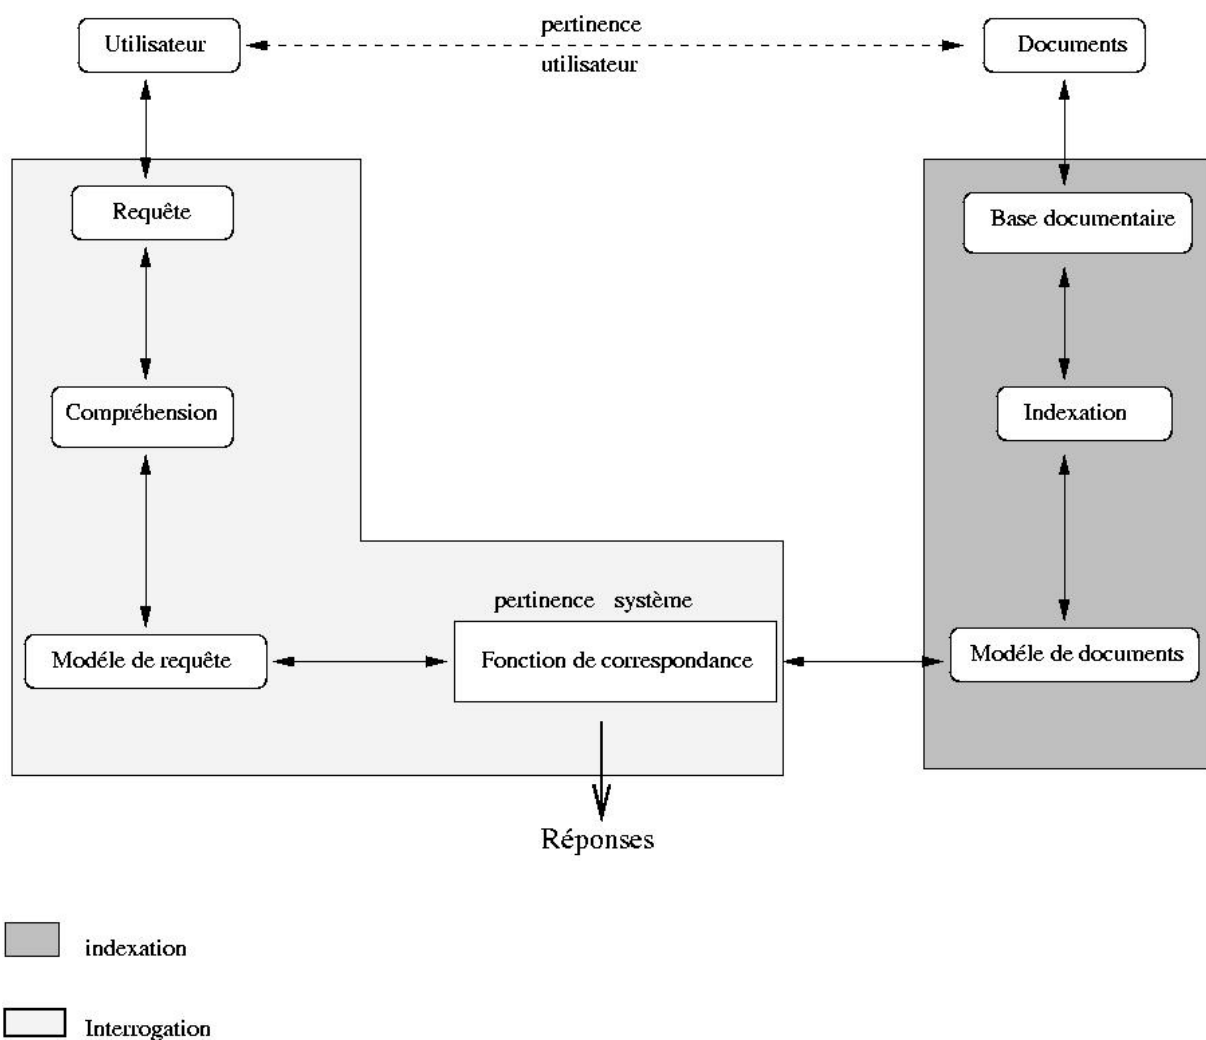 pertinence
Utilisateur
Documents
utilisateur
Requête
Base documentaire
Compréhension
Indexation
pertinence système
Modéle de requête
Fonction de correspondance
Modéle de documents
Réponses
indexation
Interrogation